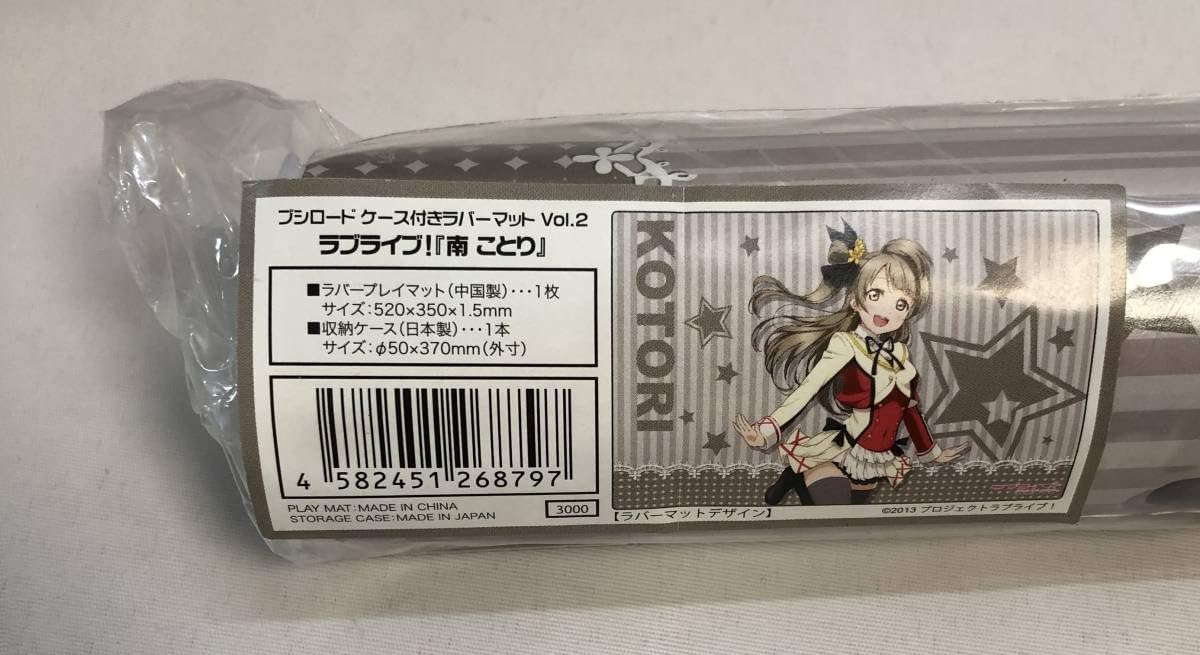 ブシロード ケース付きラバーマット Vol.2
ラブライブ!『南 ことり』
■ラバープレイマット(中国製)・・・1枚
サイズ:520×350×1.5mm
■収納ケース(日本製)・・・1本
サイズ:φ50×370mm(外寸)
4 582451 268797
PLAY MAT:MADE IN CHINA
STORAGE CASE:MADE IN JAPAN
3000
KOTORI
【ラバーマットデザイン】
©2013 プロジェクトラブライブ!